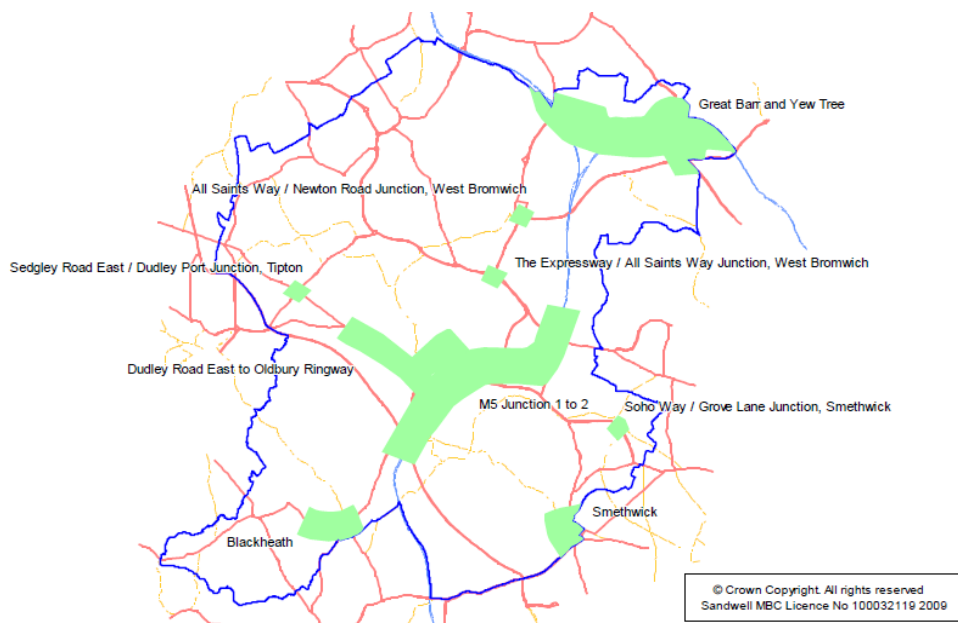 Great Barr and Yew Tree
All Saints Way / Newton Road Junction, West Bromwich
The Expressway / All Saints Way Junction, West Bromwich
Sedgley Road East / Dudley Port Junction, Tipton
Dudley Road East to Oldbury Ringway
M5 Junction 1 to 2
Soho Way / Grove Lane Junction, Smethwick
Smethwick
Blackheath
© Crown Copyright. All rights reserved
Sandwell MBC Licence No 100032119 2009